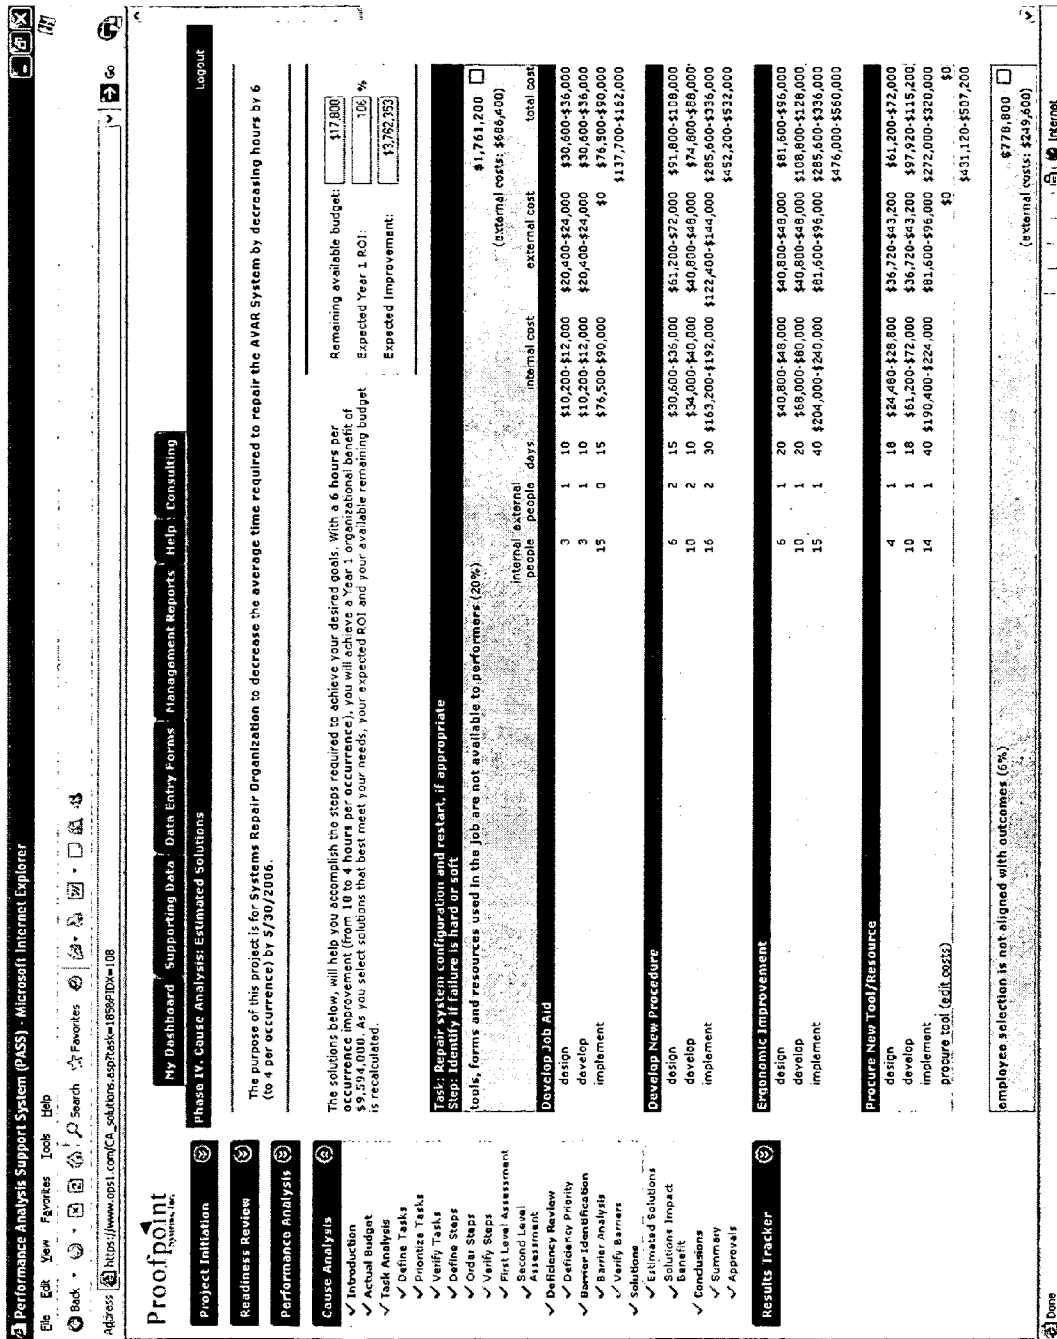 Performance Analysis Support System (PASS) - Microsoft Internet Explorer
File Edit View Favorites Tools Help
Back Search Favorites
Address https://www.ops1.com/CA_solutions.asp?task=185&PIDX=108 Go
Proofpoint
Systems, Inc.
My Dashboard Supporting Data Data Entry Forms Management Reports Help Consulting
Phase IV. Cause Analysis: Estimated Solutions Logout
Project Initiation
Readiness Review
Performance Analysis
Cause Analysis
✓ Introduction
✓ Actual Budget
✓ Task Analysis
✓ Define Tasks
✓ Prioritize Tasks
✓ Verify Tasks
✓ Define Steps
✓ Order Steps
✓ Verify Steps
✓ First Level Assessment
✓ Second Level
Assessment
✓ Deficiency Review
✓ Deficiency Priority
✓ Barrier Identification
✓ Barrier Analysis
✓ Verify Barriers
✓ Solutions
✓ Estimated Solutions
✓ Solutions Impact
Benefit
✓ Conclusions
✓ Summary
✓ Approvals
Results Tracker
The purpose of this project is for Systems Repair Organization to decrease the average time required to repair the AVAR System by decreasing hours by 6
(to 4 per occurrence) by 5/30/2006.
The solutions below, will help you accomplish the steps required to achieve your desired goals. With a 6 hours per
occurrence improvement (from 10 to 4 hours per occurrence), you will achieve a Year 1 organizational benefit of
$9,594,000. As you select solutions that best meet your needs, your expected ROI and your available remaining budget
is recalculated.
Remaining available budget: $17,800
Expected Year 1 ROI: 106 %
Expected Improvement: $3,762,353
Task: Repair system configuration and restart, if appropriate
Step: Identify if failure is hard or soft
tools, forms and resources used in the job are not available to performers (20%) $1,761,200
(external costs: $686,400)
internal people external people days internal cost external cost total cost
Develop Job Aid
design 3 1 10 $10,200-$12,000 $20,400-$24,000 $30,600-$36,000
develop 3 1 10 $10,200-$12,000 $20,400-$24,000 $30,600-$36,000
implement 15 0 15 $76,500-$90,000 $0 $76,500-$90,000
$137,700-$162,000
Develop New Procedure
design 6 2 15 $30,600-$36,000 $61,200-$72,000 $91,800-$108,000
develop 10 2 10 $34,000-$40,000 $40,800-$48,000 $74,800-$88,000
implement 16 2 30 $163,200-$192,000 $122,400-$144,000 $285,600-$336,000
$452,200-$532,000
Ergonomic Improvement
design 6 1 20 $40,800-$48,000 $40,800-$48,000 $81,600-$96,000
develop 10 1 20 $68,000-$80,000 $40,800-$48,000 $108,800-$128,000
implement 15 1 40 $204,000-$240,000 $81,600-$96,000 $285,600-$336,000
$476,000-$560,000
Procure New Tool/Resource
design 4 1 18 $24,480-$28,800 $36,720-$43,200 $61,200-$72,000
develop 10 1 18 $61,200-$72,000 $36,720-$43,200 $97,920-$115,200
implement 14 1 40 $190,400-$224,000 $81,600-$96,000 $272,000-$320,000
procure tool (edit costs) $0 $0
$431,120-$507,200
employee selection is not aligned with outcomes (6%) $778,800
(external costs: $249,600)
Done Internet